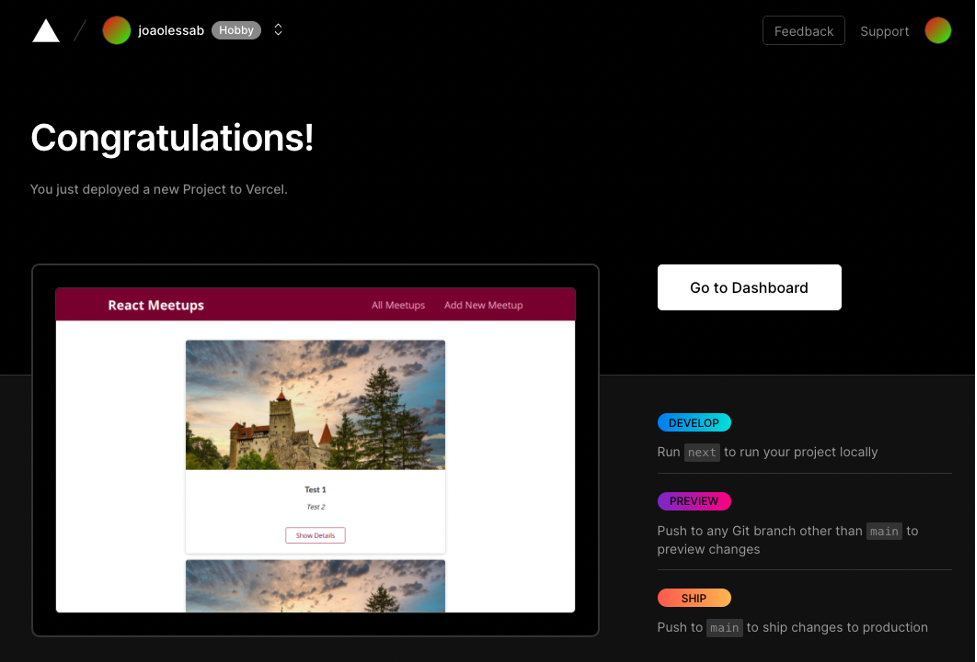 joaolessab Hobby
Feedback Support
Congratulations!
You just deployed a new Project to Vercel.
React Meetups All Meetups Add New Meetup
Test 1
Test 2
Show Details
Go to Dashboard
DEVELOP
Run next to run your project locally
PREVIEW
Push to any Git branch other than main to
preview changes
SHIP
Push to main to ship changes to production